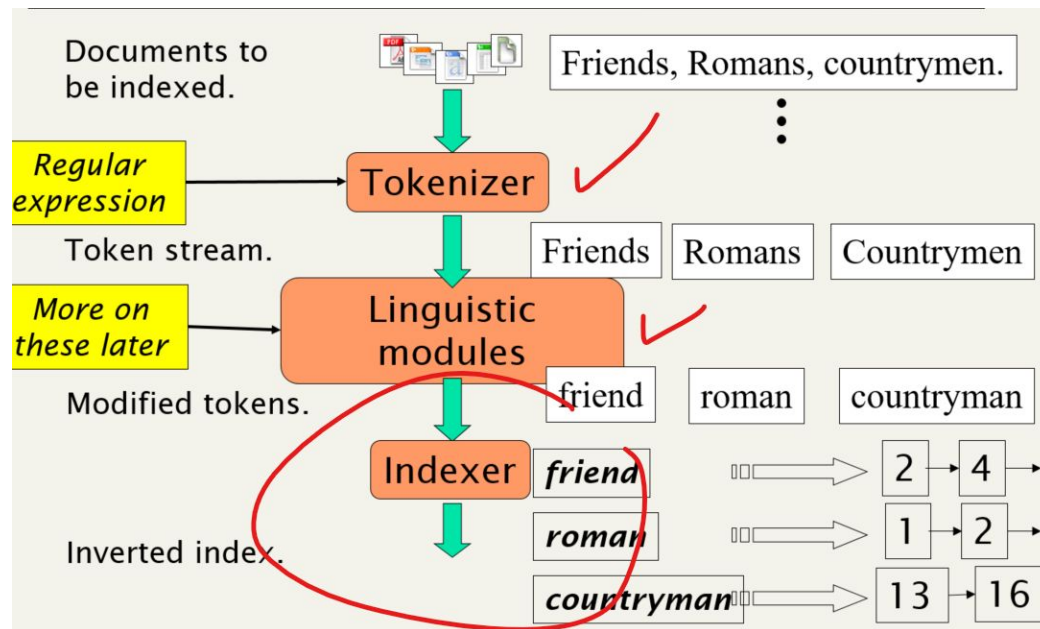 Documents to
be indexed.
Friends, Romans, countrymen.
Regular
expression
Tokenizer
Token stream.
Friends Romans Countrymen
More on
these later
Linguistic
modules
Modified tokens.
friend roman countryman
Indexer
friend 2 4
roman 1 2
Inverted index.
countryman 13 16